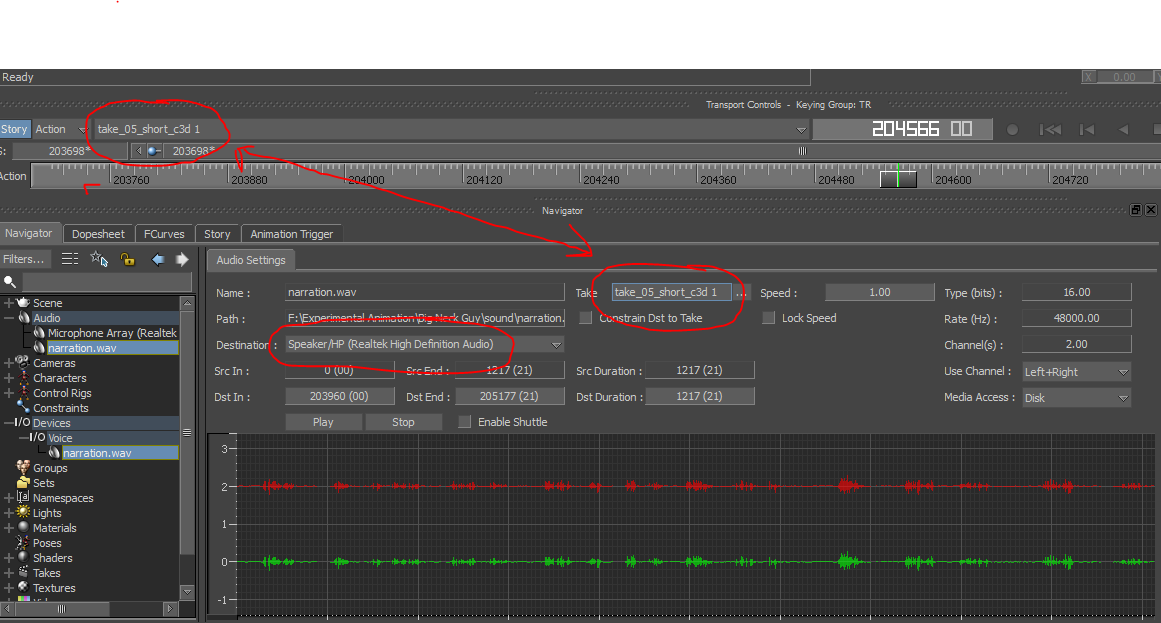 Ready
X 0.00 Y
Transport Controls - Keying Group: TR
Story Action take_05_short_c3d 1 204566 00
S: 203698* 203698*
Action 203760 203880 204000 204120 204240 204360 204480 204600 204720
Navigator
Navigator Dopesheet FCurves Story Animation Trigger
Filters... Audio Settings
Name : narration.wav Take take_05_short_c3d 1 ... Speed : 1.00 Type (bits) : 16.00
Path : F:\Experimental Animation\Big Neck Guy\sound\narration. Constrain Dst to Take Lock Speed Rate (Hz) : 48000.00
Destination : Speaker/HP (Realtek High Definition Audio) Channel(s) : 2.00
Src In : 0 (00) Src End : 1217 (21) Src Duration : 1217 (21) Use Channel : Left+Right
Dst In : 203960 (00) Dst End : 205177 (21) Dst Duration : 1217 (21) Media Access : Disk
Play Stop Enable Shuttle
Scene
Audio
Microphone Array (Realtek
narration.wav
Cameras
Characters
Control Rigs
Constraints
I/O Devices
I/O Voice
narration.wav
Groups
Sets
Namespaces
Lights
Materials
Poses
Shaders
Takes
Textures
3
2
1
0
-1